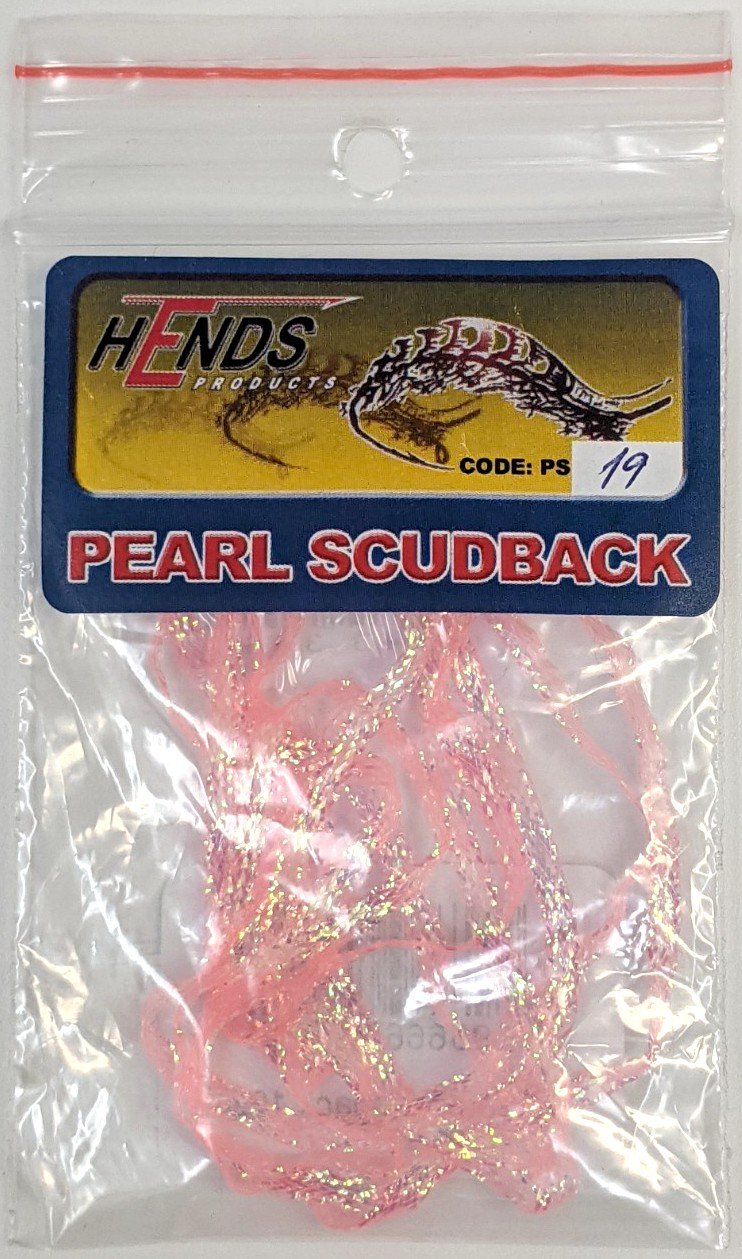 HENDS
PRODUCTS
CODE: PS 19
PEARL SCUDBACK